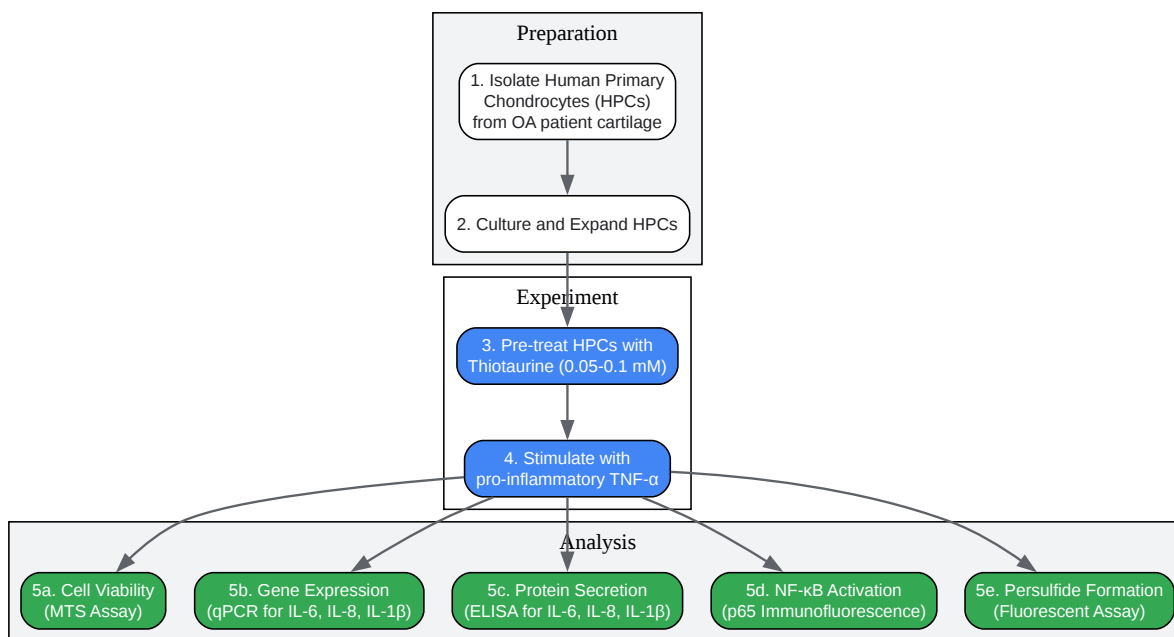 Preparation
1. Isolate Human Primary
Chondrocytes (HPCs)
from OA patient cartilage
2. Culture and Expand HPCs
Experiment
3. Pre-treat HPCs with
Thiotaurine (0.05-0.1 mM)
4. Stimulate with
pro-inflammatory TNF-α
Analysis
5a. Cell Viability
(MTS Assay)
5b. Gene Expression
(qPCR for IL-6, IL-8, IL-1β)
5c. Protein Secretion
(ELISA for IL-6, IL-8, IL-1β)
5d. NF-κB Activation
(p65 Immunofluorescence)
5e. Persulfide Formation
(Fluorescent Assay)